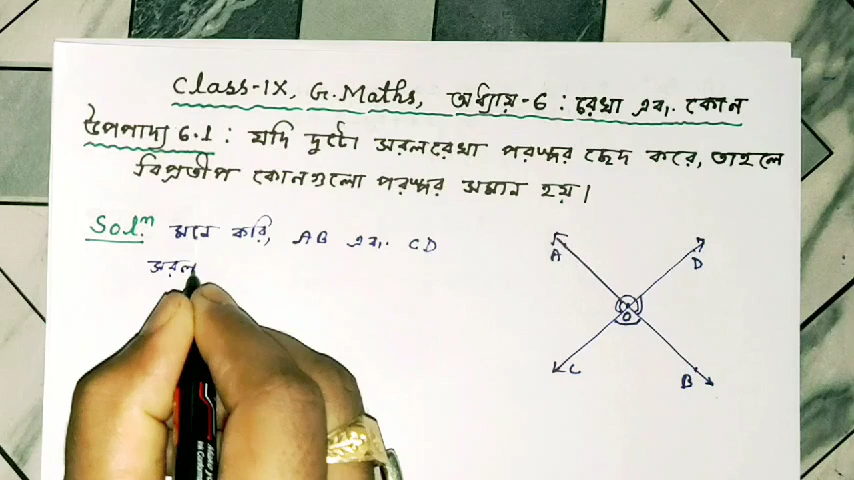 Class-IX, G.Maths, অধ্যায়-6 : রেখা এবং কোন
উপপাদ্য 6.1 : যদি দুটো সরলরেখা পরস্পর ছেদ করে, তাহলে
বিপ্রতীপ কোনগুলো পরস্পর সমান হয়।
Solⁿ মনে করি, AB এবং CD
সরল
A
D
O
C
B